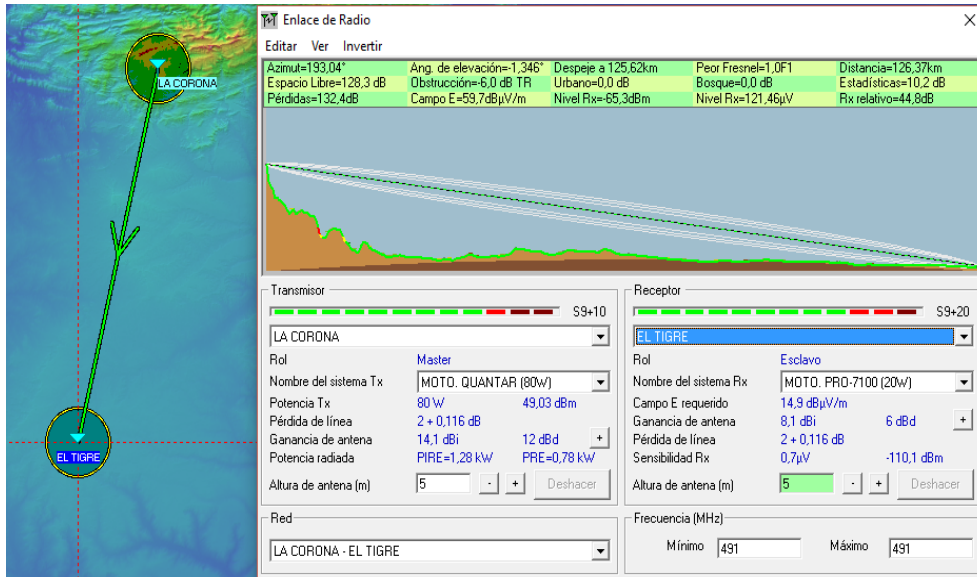 LA CORONA
EL TIGRE
Enlace de Radio
Editar Ver Invertir
Azimut=193,04° Ang. de elevación=-1,346° Despeje a 125,62km Peor Fresnel=1,0F1 Distancia=126,37km
Espacio Libre=128,3 dB Obstrucción=-6,0 dB TR Urbano=0,0 dB Bosque=0,0 dB Estadísticas=10,2 dB
Pérdidas=132,4dB Campo E=59,7dBµV/m Nivel Rx=-65,3dBm Nivel Rx=121,46µV Rx relativo=44,8dB
Transmisor
S9+10
LA CORONA
Rol Master
Nombre del sistema Tx MOTO. QUANTAR (80W)
Potencia Tx 80 W 49,03 dBm
Pérdida de línea 2 + 0,116 dB
Ganancia de antena 14,1 dBi 12 dBd +
Potencia radiada PIRE=1,28 kW PRE=0,78 kW
Altura de antena (m) 5 - + Deshacer
Red
LA CORONA - EL TIGRE
Receptor
S9+20
EL TIGRE
Rol Esclavo
Nombre del sistema Rx MOTO. PRO-7100 (20W)
Campo E requerido 14,9 dBµV/m
Ganancia de antena 8,1 dBi 6 dBd +
Pérdida de línea 2 + 0,116 dB
Sensibilidad Rx 0,7µV -110,1 dBm
Altura de antena (m) 5 - + Deshacer
Frecuencia (MHz)
Mínimo 491 Máximo 491